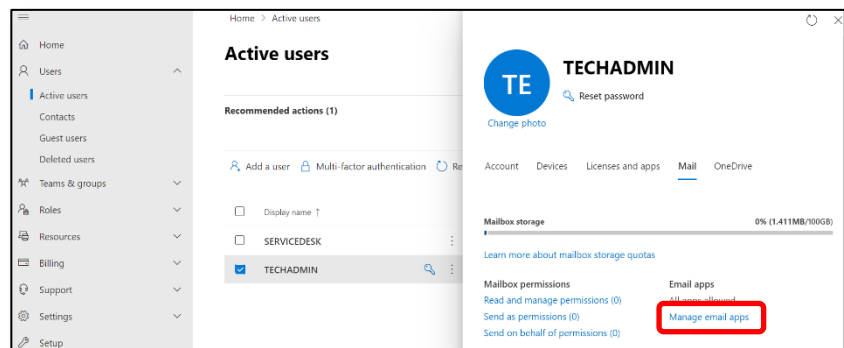 Home
Users
Active users
Contacts
Guest users
Deleted users
Teams & groups
Roles
Resources
Billing
Support
Settings
Setup
Home > Active users
Active users
Recommended actions (1)
Add a user Multi-factor authentication Re
Display name ↑
SERVICEDESK
TECHADMIN
TE
TECHADMIN
Reset password
Change photo
Account Devices Licenses and apps Mail OneDrive
Mailbox storage 0% (1.411MB/100GB)
Learn more about mailbox storage quotas
Mailbox permissions
Read and manage permissions (0)
Send as permissions (0)
Send on behalf of permissions (0)
Email apps
All apps allowed
Manage email apps